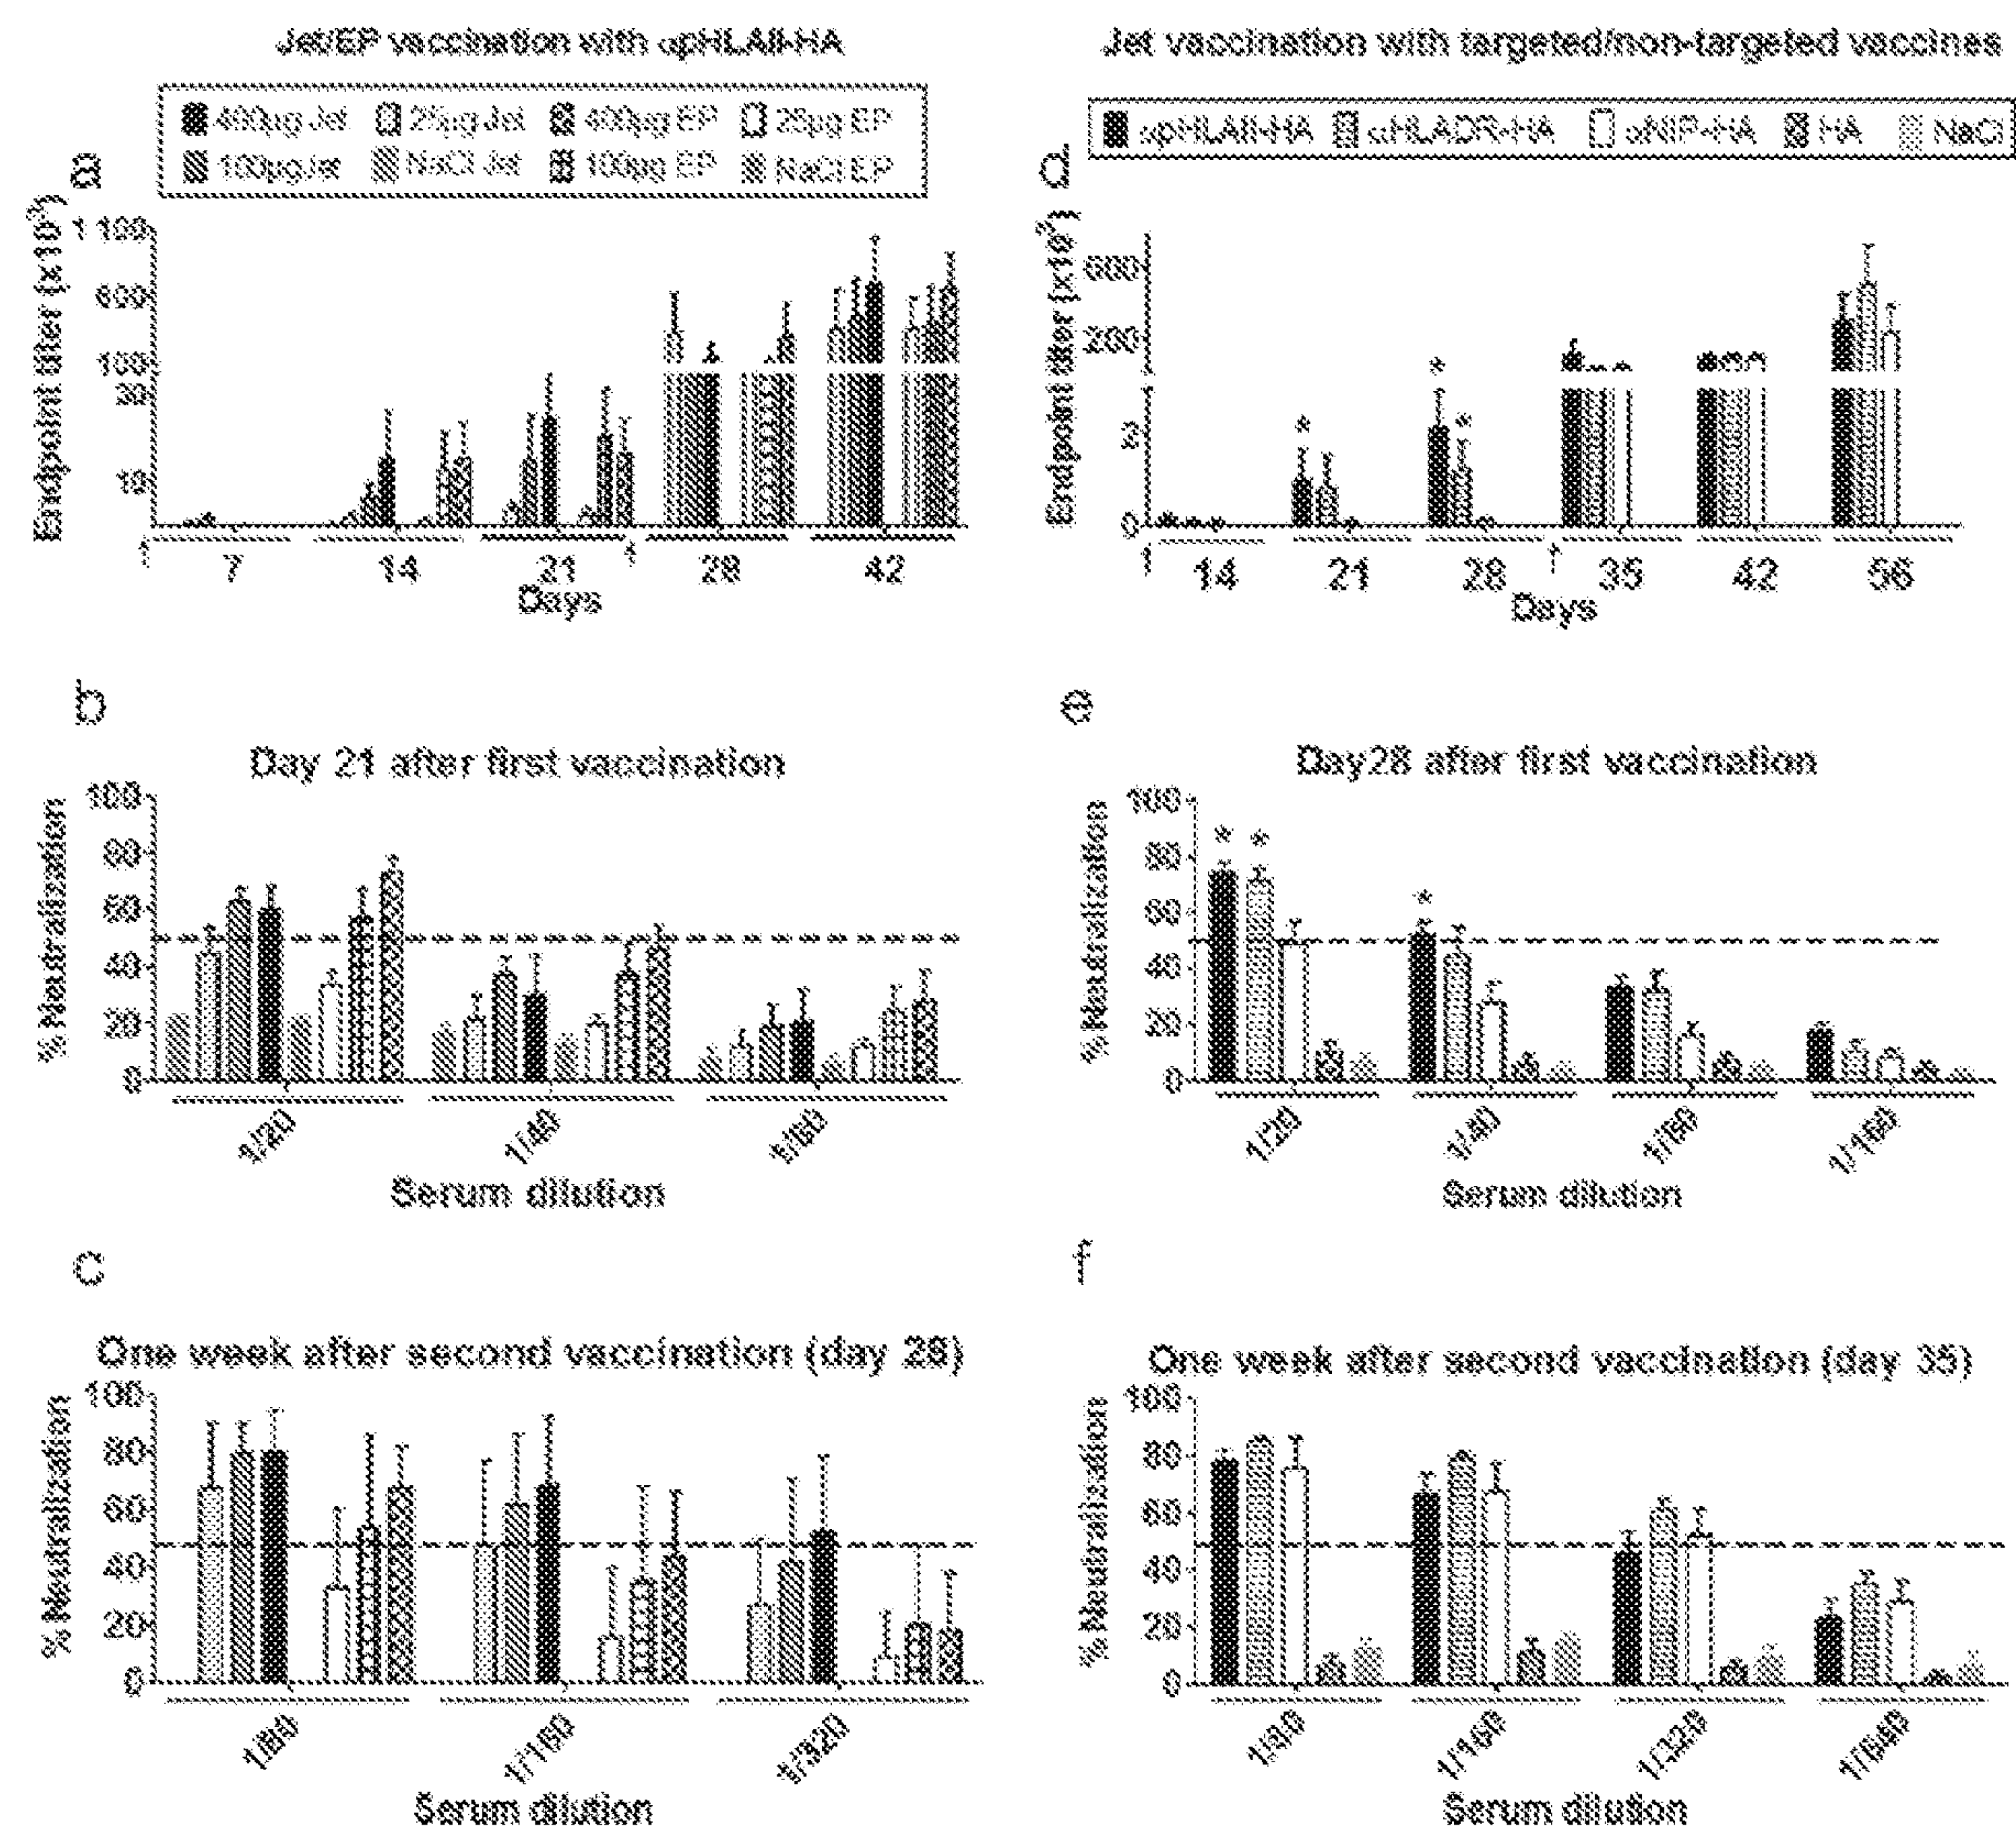 Jet/EP vaccination with αpHLAII-HA
400µg Jet 25µg Jet 400µg EP 25µg EP
100µgJet NaCl Jet 100µg EP NaCl EP
a
Endpoint titer (x10³)
1 100
600
100
30
10
1
7
14
21
28
42
Days
b
Day 21 after first vaccination
% Neutralization
100
80
60
40
20
0
1/20
1/40
1/80
Serum dilution
c
One week after second vaccination (day 28)
% Neutralization
100
80
60
40
20
0
1/80
1/160
1/320
Serum dilution
Jet vaccination with targeted/non-targeted vaccines
αpHLAII-HA αHLADR-HA αNIP-HA HA NaCl
d
Endpoint titer (x10³)
600
200
0
* * *
14
21
28
35
42
56
Days
e
Day28 after first vaccination
% Neutralization
100
80
60
40
20
0
* * *
1/20
1/40
1/80
1/160
Serum dilution
f
One week after second vaccination (day 35)
% Neutralization
100
80
60
40
20
0
1/80
1/160
1/320
1/640
Serum dilution